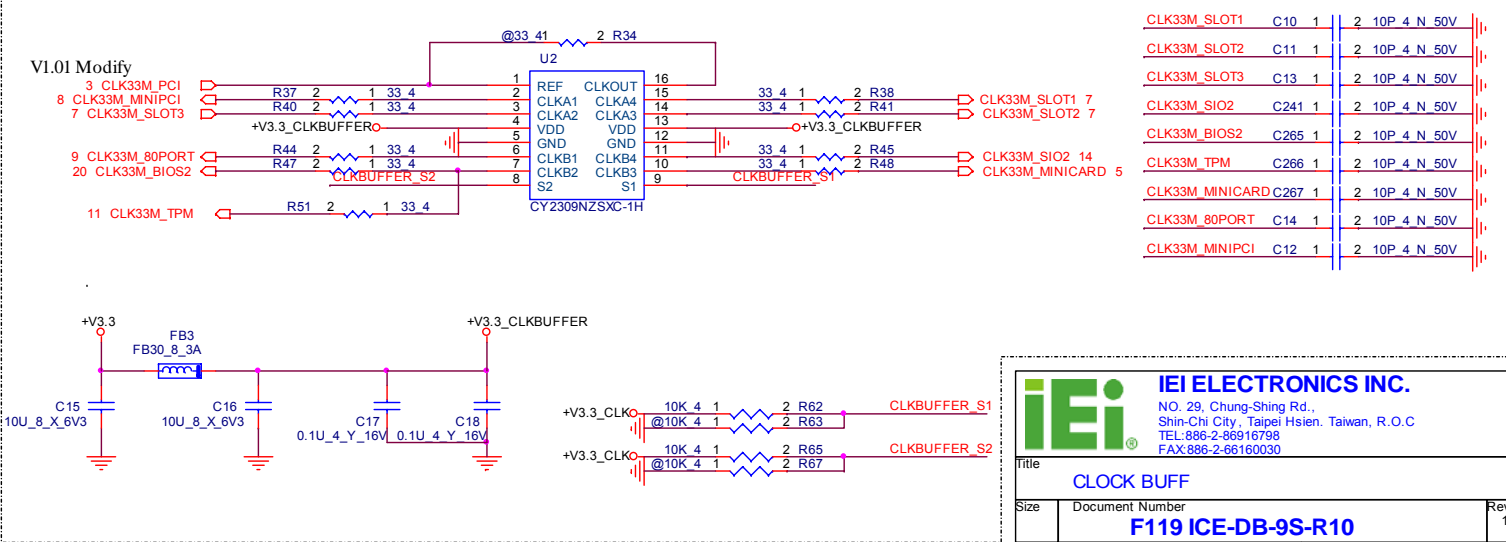 V1.01 Modify
@33_4 1 2 R34
U2
CY2309NZSXC-1H
1 REF CLKOUT 16
2 CLKA1 CLKA4 15
3 CLKA2 CLKA3 14
4 VDD VDD 13
5 GND GND 12
6 CLKB1 CLKB4 11
7 CLKB2 CLKB3 10
8 S2 S1 9
3 CLK33M_PCI
8 CLK33M_MINIPCI R37 2 1 33_4
7 CLK33M_SLOT3 R40 2 1 33_4
+V3.3_CLKBUFFER
9 CLK33M_80PORT R44 2 1 33_4
20 CLK33M_BIOS2 R47 2 1 33_4
CLKBUFFER_S2
11 CLK33M_TPM R51 2 1 33_4
33_4 1 2 R38 CLK33M_SLOT1 7
33_4 1 2 R41 CLK33M_SLOT2 7
+V3.3_CLKBUFFER
33_4 1 2 R45 CLK33M_SIO2 14
33_4 1 2 R48 CLK33M_MINICARD 5
CLKBUFFER_S1
CLK33M_SLOT1 C10 1 2 10P_4_N_50V
CLK33M_SLOT2 C11 1 2 10P_4_N_50V
CLK33M_SLOT3 C13 1 2 10P_4_N_50V
CLK33M_SIO2 C241 1 2 10P_4_N_50V
CLK33M_BIOS2 C265 1 2 10P_4_N_50V
CLK33M_TPM C266 1 2 10P_4_N_50V
CLK33M_MINICARD C267 1 2 10P_4_N_50V
CLK33M_80PORT C14 1 2 10P_4_N_50V
CLK33M_MINIPCI C12 1 2 10P_4_N_50V
+V3.3
FB3
FB30_8_3A
+V3.3_CLKBUFFER
C15
10U_8_X_6V3
C16
10U_8_X_6V3
C17
0.1U_4_Y_16V
C18
0.1U_4_Y_16V
+V3.3_CLK 10K_4 1 2 R62 CLKBUFFER_S1
@10K_4 1 2 R63
+V3.3_CLK 10K_4 1 2 R65 CLKBUFFER_S2
@10K_4 1 2 R67
iEi ®
IEI ELECTRONICS INC.
NO. 29, Chung-Shing Rd.,
Shin-Chi City, Taipei Hsien. Taiwan, R.O.C
TEL:886-2-86916798
FAX:886-2-66160030
Title
CLOCK BUFF
Size Document Number Rev
F119 ICE-DB-9S-R10 1